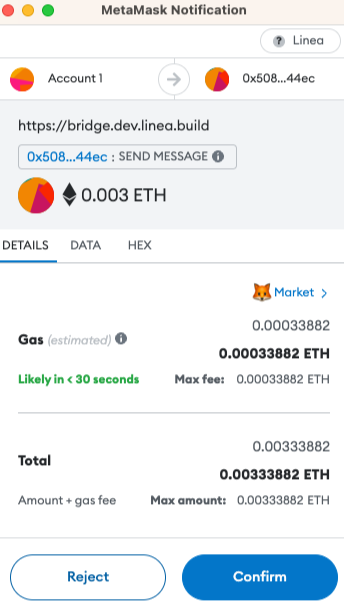 MetaMask Notification
? Linea
Account 1 0x508...44ec
https://bridge.dev.linea.build
0x508...44ec : SEND MESSAGE i
0.003 ETH
DETAILS DATA HEX
Market >
0.00033882
Gas (estimated) i
0.00033882 ETH
Likely in < 30 seconds Max fee: 0.00033882 ETH
0.00333882
Total
0.00333882 ETH
Amount + gas fee Max amount: 0.00333882 ETH
Reject Confirm